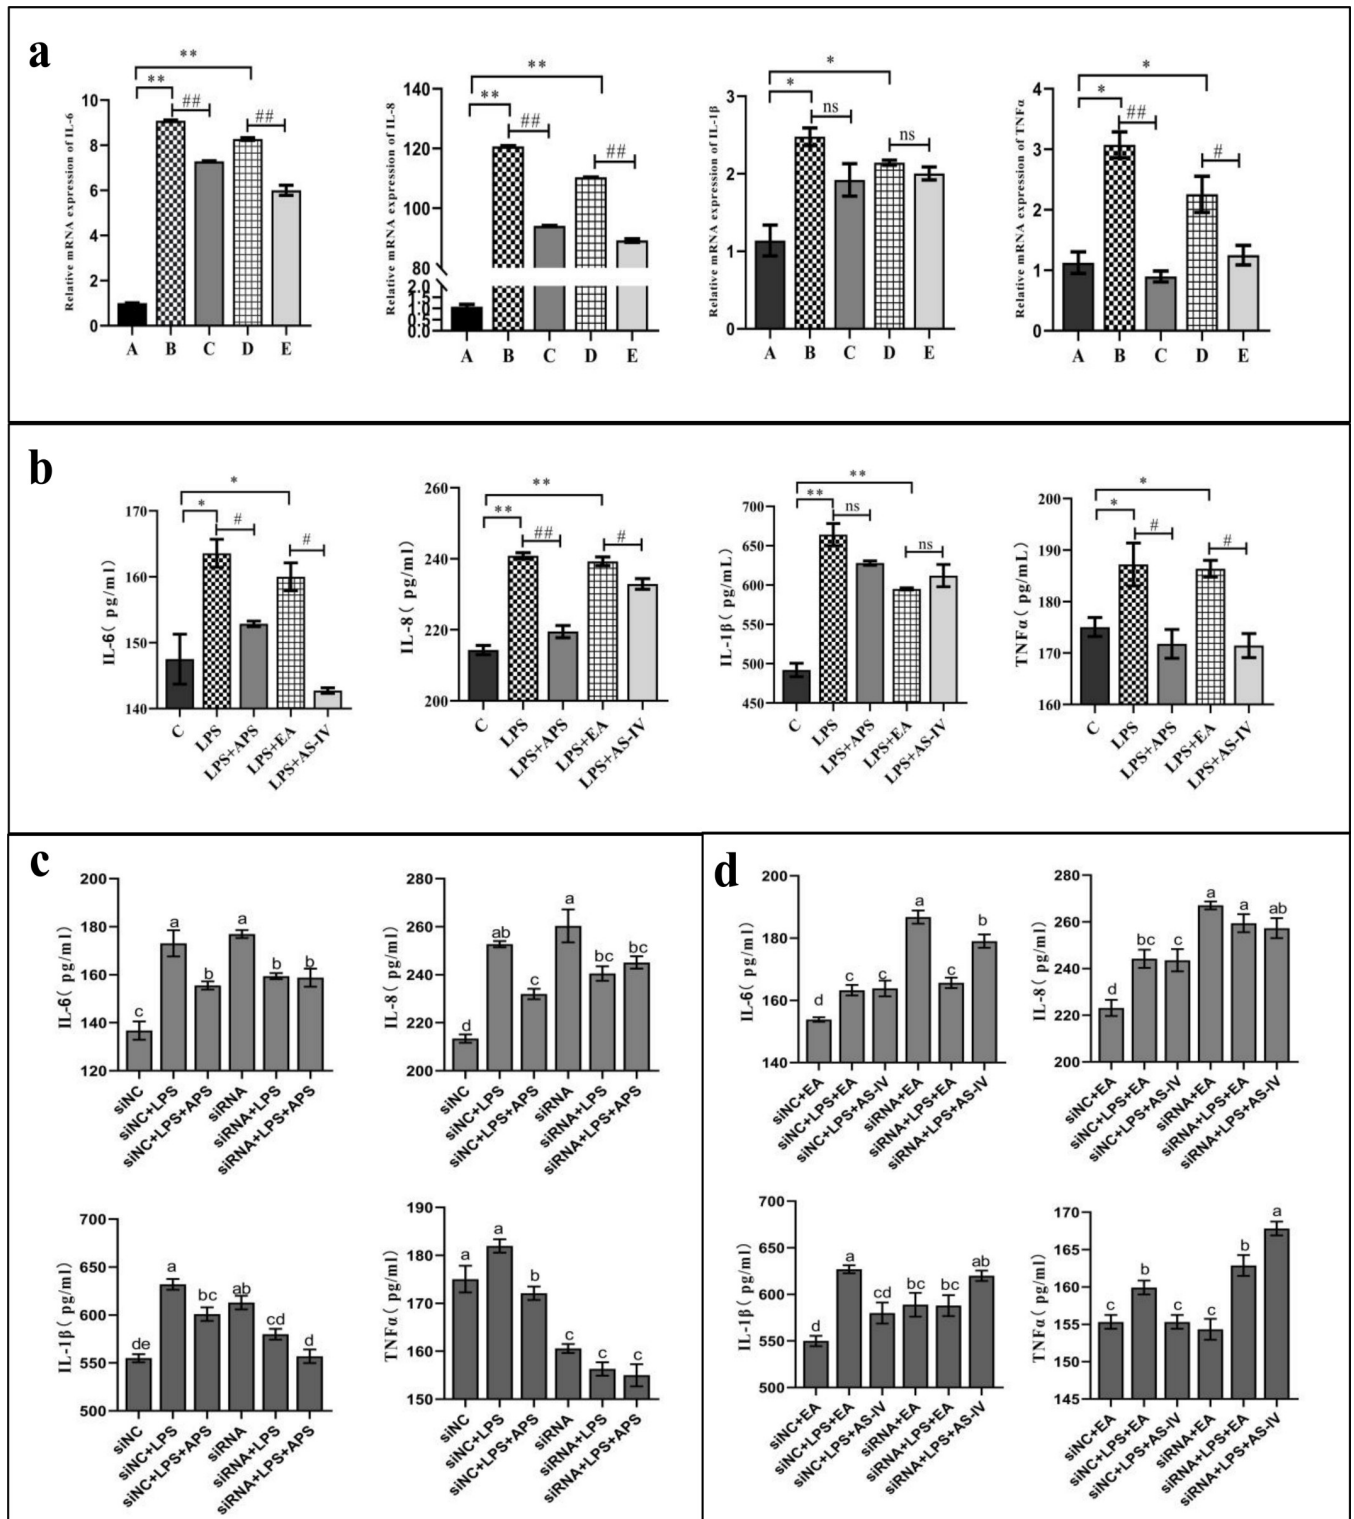 a
Relative mRNA expression of IL-6
10
8
6
4
2
0
**
**
##
##
A B C D E
Relative mRNA expression of IL-8
140
120
100
80
2.0
1.5
1.0
0.5
0.0
**
**
##
##
A B C D E
Relative mRNA expression of IL-1β
3
2
1
0
*
*
ns
ns
A B C D E
Relative mRNA expression of TNFα
4
3
2
1
0
*
*
##
#
A B C D E
b
IL-6( pg/ml)
170
160
150
140
*
*
#
#
C LPS LPS+APS LPS+EA LPS+AS-IV
IL-8( pg/ml)
260
240
220
200
**
**
##
#
C LPS LPS+APS LPS+EA LPS+AS-IV
IL-1β( pg/mL)
700
650
600
550
500
450
**
**
ns
ns
C LPS LPS+APS LPS+EA LPS+AS-IV
TNFα( pg/mL)
200
190
180
170
160
*
*
#
#
C LPS LPS+APS LPS+EA LPS+AS-IV
c
IL-6( pg/ml)
200
180
160
140
120
c a b a b b
siNC siNC+LPS siNC+LPS+APS siRNA siRNA+LPS siRNA+LPS+APS
IL-8( pg/ml)
280
260
240
220
200
d ab c a bc bc
siNC siNC+LPS siNC+LPS+APS siRNA siRNA+LPS siRNA+LPS+APS
IL-1β( pg/ml)
700
650
600
550
500
de a bc ab cd d
siNC siNC+LPS siNC+LPS+APS siRNA siRNA+LPS siRNA+LPS+APS
TNFα( pg/ml)
190
180
170
160
150
a a b c c c
siNC siNC+LPS siNC+LPS+APS siRNA siRNA+LPS siRNA+LPS+APS
d
IL-6( pg/ml)
200
180
160
140
d c c a c b
siNC+EA siNC+LPS+EA siNC+LPS+AS-IV siRNA+EA siRNA+LPS+EA siRNA+LPS+AS-IV
IL-8( pg/ml)
280
260
240
220
200
d bc c a ab ab
siNC+EA siNC+LPS+EA siNC+LPS+AS-IV siRNA+EA siRNA+LPS+EA siRNA+LPS+AS-IV
IL-1β( pg/ml)
700
650
600
550
500
d a cd bc bc ab
siNC+EA siNC+LPS+EA siNC+LPS+AS-IV siRNA+EA siRNA+LPS+EA siRNA+LPS+AS-IV
TNFα( pg/ml)
170
165
160
155
150
145
c b c c b a
siNC+EA siNC+LPS+EA siNC+LPS+AS-IV siRNA+EA siRNA+LPS+EA siRNA+LPS+AS-IV